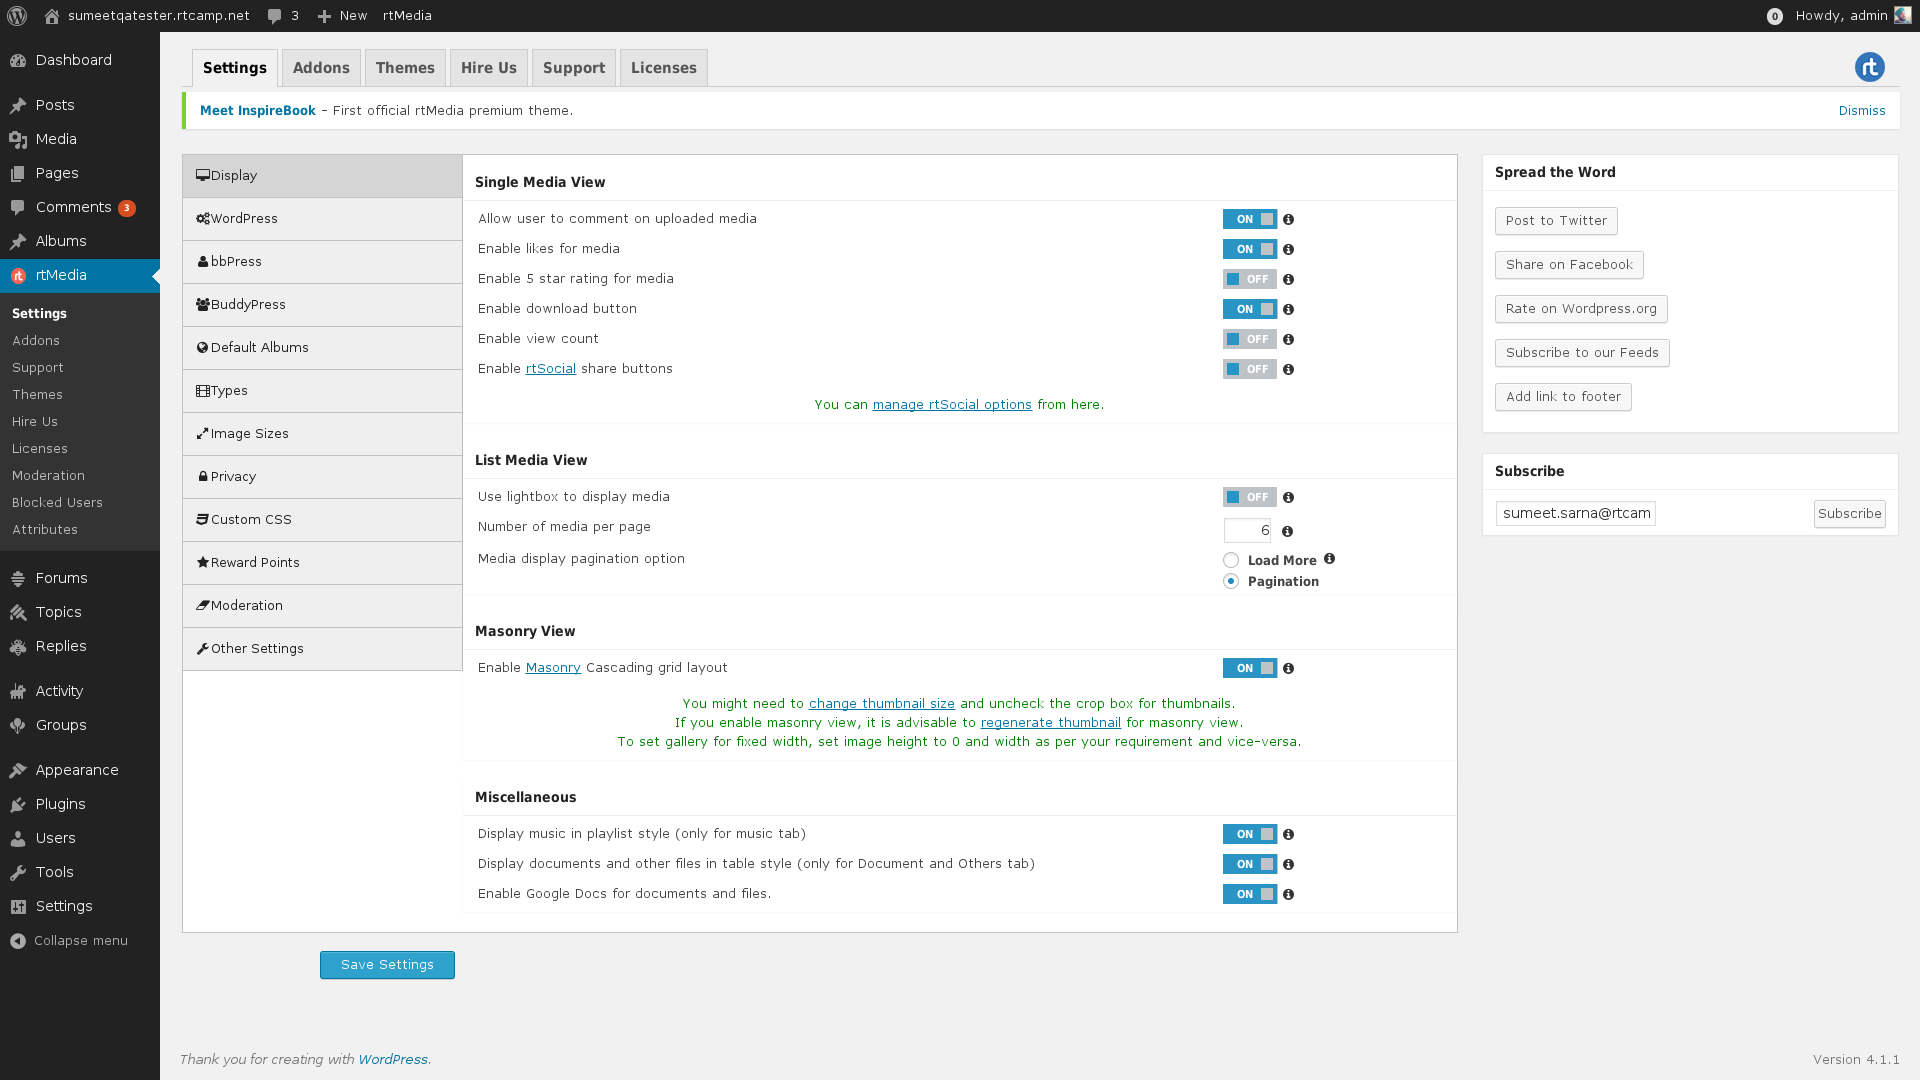 sumeetqatester.rtcamp.net 3 New rtMedia 0 Howdy, admin
Dashboard
Posts
Media
Pages
Comments 3
Albums
rtMedia
Settings
Addons
Support
Themes
Hire Us
Licenses
Moderation
Blocked Users
Attributes
Forums
Topics
Replies
Activity
Groups
Appearance
Plugins
Users
Tools
Settings
Collapse menu
Settings Addons Themes Hire Us Support Licenses
rt
Meet InspireBook - First official rtMedia premium theme. Dismiss
Display
WordPress
bbPress
BuddyPress
Default Albums
Types
Image Sizes
Privacy
Custom CSS
Reward Points
Moderation
Other Settings
Single Media View
Allow user to comment on uploaded media ON
Enable likes for media ON
Enable 5 star rating for media OFF
Enable download button ON
Enable view count OFF
Enable rtSocial share buttons OFF
You can manage rtSocial options from here.
List Media View
Use lightbox to display media OFF
Number of media per page 6
Media display pagination option Load More
Pagination
Masonry View
Enable Masonry Cascading grid layout ON
You might need to change thumbnail size and uncheck the crop box for thumbnails.
If you enable masonry view, it is advisable to regenerate thumbnail for masonry view.
To set gallery for fixed width, set image height to 0 and width as per your requirement and vice-versa.
Miscellaneous
Display music in playlist style (only for music tab) ON
Display documents and other files in table style (only for Document and Others tab) ON
Enable Google Docs for documents and files. ON
Save Settings
Spread the Word
Post to Twitter
Share on Facebook
Rate on Wordpress.org
Subscribe to our Feeds
Add link to footer
Subscribe
sumeet.sarna@rtcam Subscribe
Thank you for creating with WordPress. Version 4.1.1